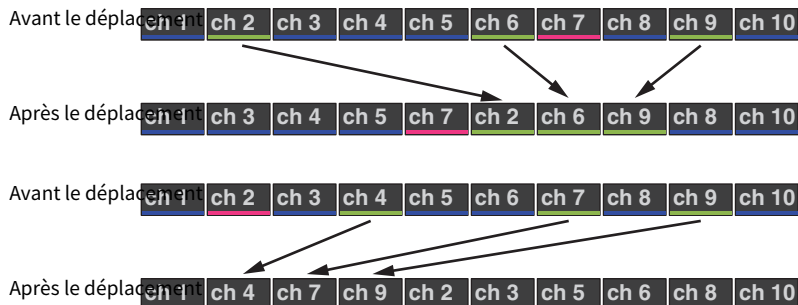 Avant le déplacement ch 1 ch 2 ch 3 ch 4 ch 5 ch 6 ch 7 ch 8 ch 9 ch 10
Après le déplacement ch 1 ch 3 ch 4 ch 5 ch 7 ch 2 ch 6 ch 9 ch 8 ch 10
Avant le déplacement ch 1 ch 2 ch 3 ch 4 ch 5 ch 6 ch 7 ch 8 ch 9 ch 10
Après le déplacement ch 1 ch 4 ch 7 ch 9 ch 2 ch 3 ch 5 ch 6 ch 8 ch 10